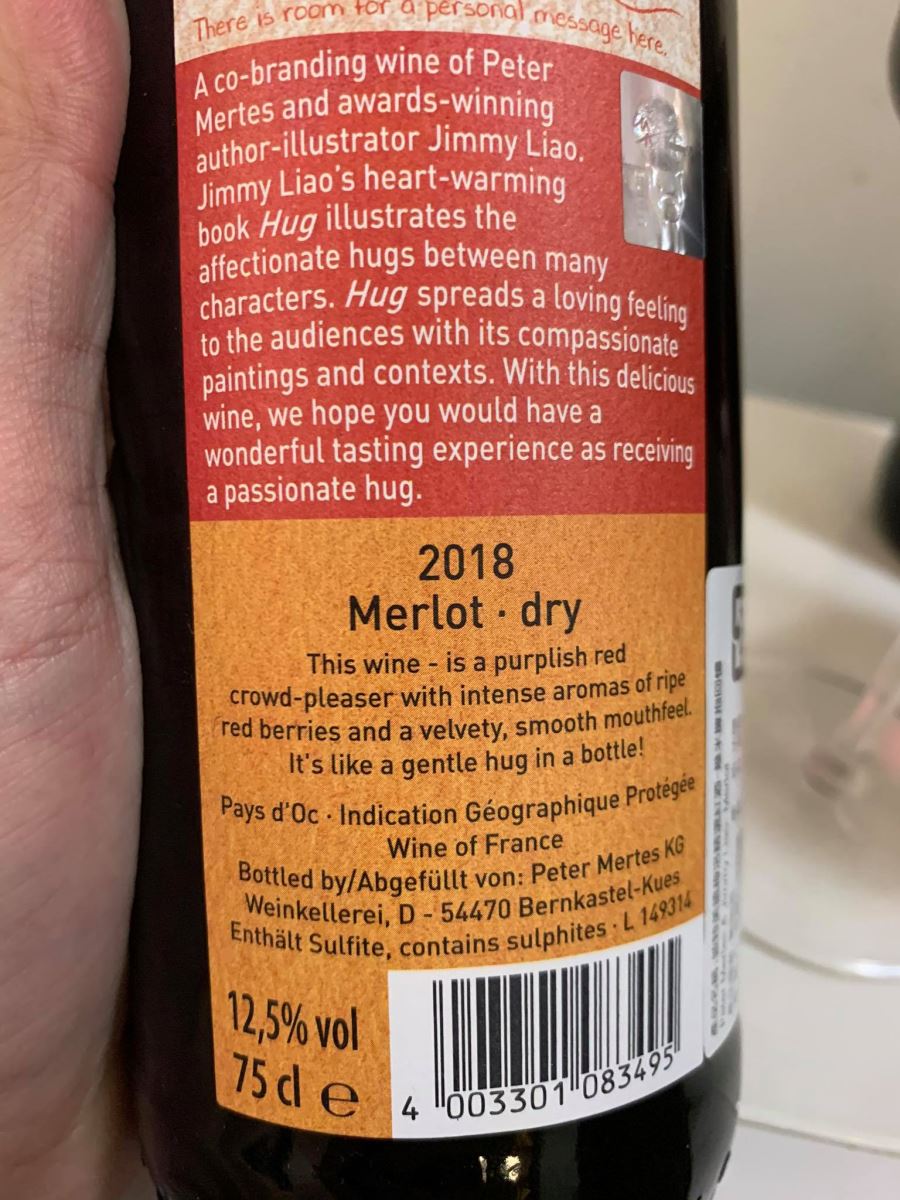 There is room for a personal message here.
A co-branding wine of Peter
Mertes and awards-winning
author-illustrator Jimmy Liao.
Jimmy Liao's heart-warming
book Hug illustrates the
affectionate hugs between many
characters. Hug spreads a loving feeling
to the audiences with its compassionate
paintings and contexts. With this delicious
wine, we hope you would have a
wonderful tasting experience as receiving
a passionate hug.
2018
Merlot · dry
This wine - is a purplish red
crowd-pleaser with intense aromas of ripe
red berries and a velvety, smooth mouthfeel.
It's like a gentle hug in a bottle!
Pays d'Oc · Indication Géographique Protégée
Wine of France
Bottled by/Abgefüllt von: Peter Mertes KG
Weinkellerei, D - 54470 Bernkastel-Kues
Enthält Sulfite, contains sulphites · L 149314
12,5% vol
75 cl e
4 003301 083495